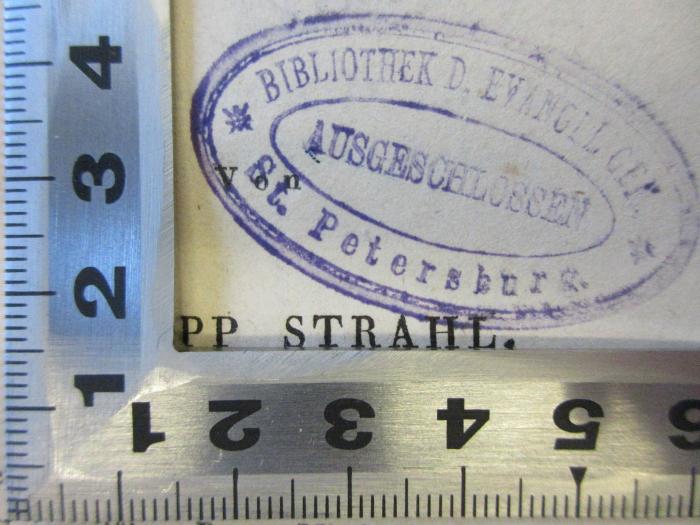 BIBLIOTHEK D. EVANGEL. GEM.
AUSGESCHLOSSEN
St. Petersburg.
Von
PP STRAHL.
4
3
2
1
1 2 3 4 5 6